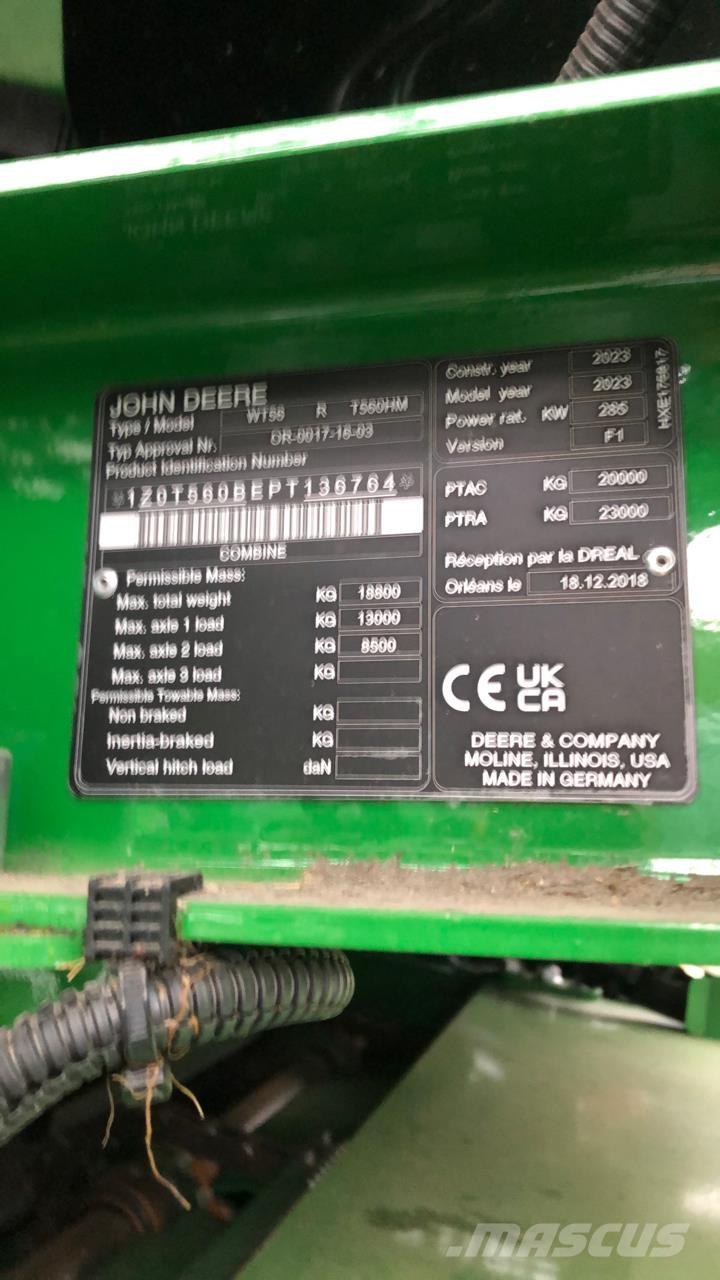 JOHN DEERE
Type / Model W156 R T560HM
Typ Approval Nr. OR-0017-16-03
Product Identification Number
*1Z0T560BEPT136764*
COMBINE
Permissible Mass:
Max. total weight KG 18800
Max. axle 1 load KG 13000
Max. axle 2 load KG 8500
Max. axle 3 load KG
Permissible Towable Mass:
Non braked KG
Inertia-braked KG
Vertical hitch load daN
Constr. year 2023
Model year 2023
Power rat. KW 285
Version F1
PTAC KG 20000
PTRA KG 23000
Réception par la DREAL
Orléans le 18.12.2018
CE UK
CA
DEERE & COMPANY
MOLINE, ILLINOIS, USA
MADE IN GERMANY
MASCUS